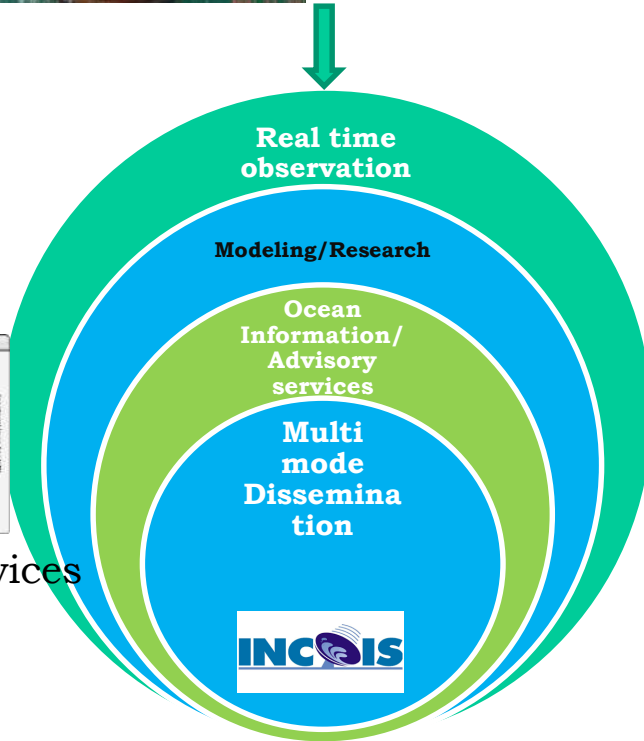 Real time
observation
Modeling/Research
Ocean
Information/
Advisory
services
Multi
mode
Dissemina
tion
vices
INCOIS